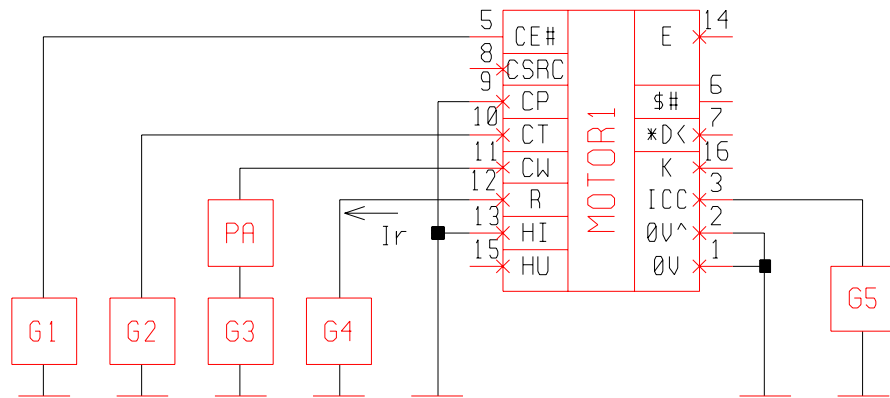 5 CE# E 14
8 CSRC
9 CP $# 6
10 CT *D< 7
11 CW K 16
12 R ICC 3
13 HI 0V^ 2
15 HU 0V 1
MOTOR1
PA
Ir
G1 G2 G3 G4 G5